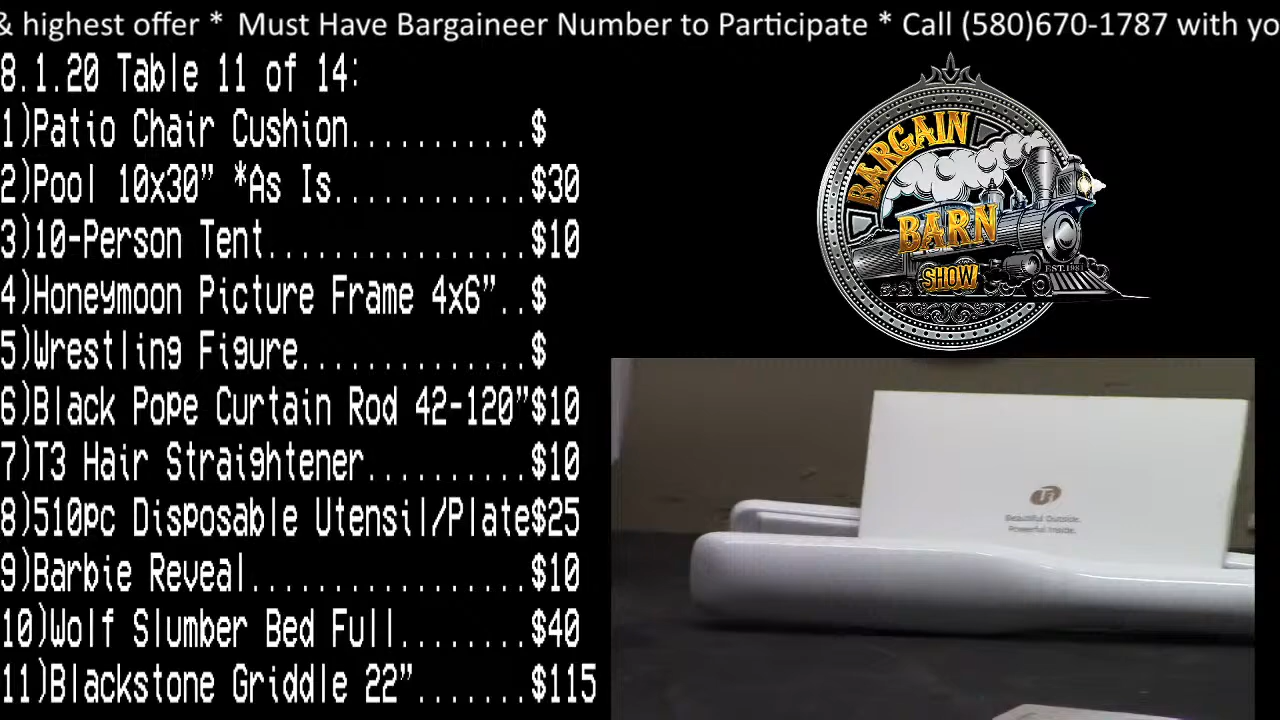 & highest offer * Must Have Bargaineer Number to Participate * Call (580)670-1787 with yo
8.1.20 Table 11 of 14:
1)Patio Chair Cushion...........$
2)Pool 10x30” *As Is............$30
3)10-Person Tent................$10
4)Honeymoon Picture Frame 4x6”..$
5)Wrestling Figure..............$
6)Black Pope Curtain Rod 42-120”$10
7)T3 Hair Straightener..........$10
8)510pc Disposable Utensil/Plate$25
9)Barbie Reveal.................$10
10)Wolf Slumber Bed Full........$40
11)Blackstone Griddle 22”.......$115
BARGAIN
BARN
SHOW
Beautiful Outside.
Powerful Inside.